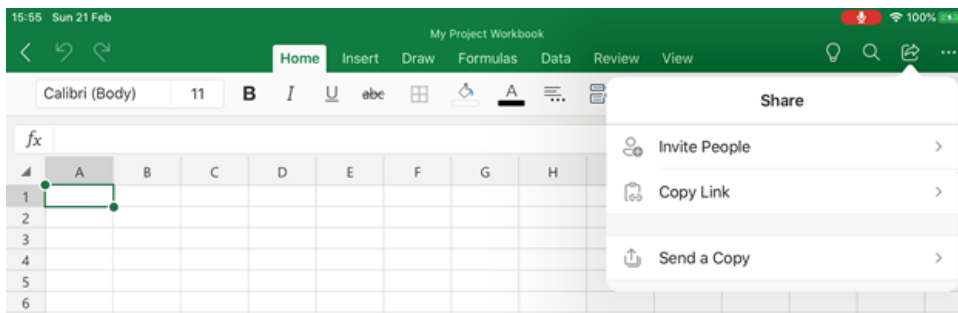 15:55 Sun 21 Feb 100%
My Project Workbook
Home Insert Draw Formulas Data Review View
Calibri (Body) 11 B I U abc A
Share
fx
Invite People
A B C D E F G H
1
Copy Link
2
3
4
Send a Copy
5
6